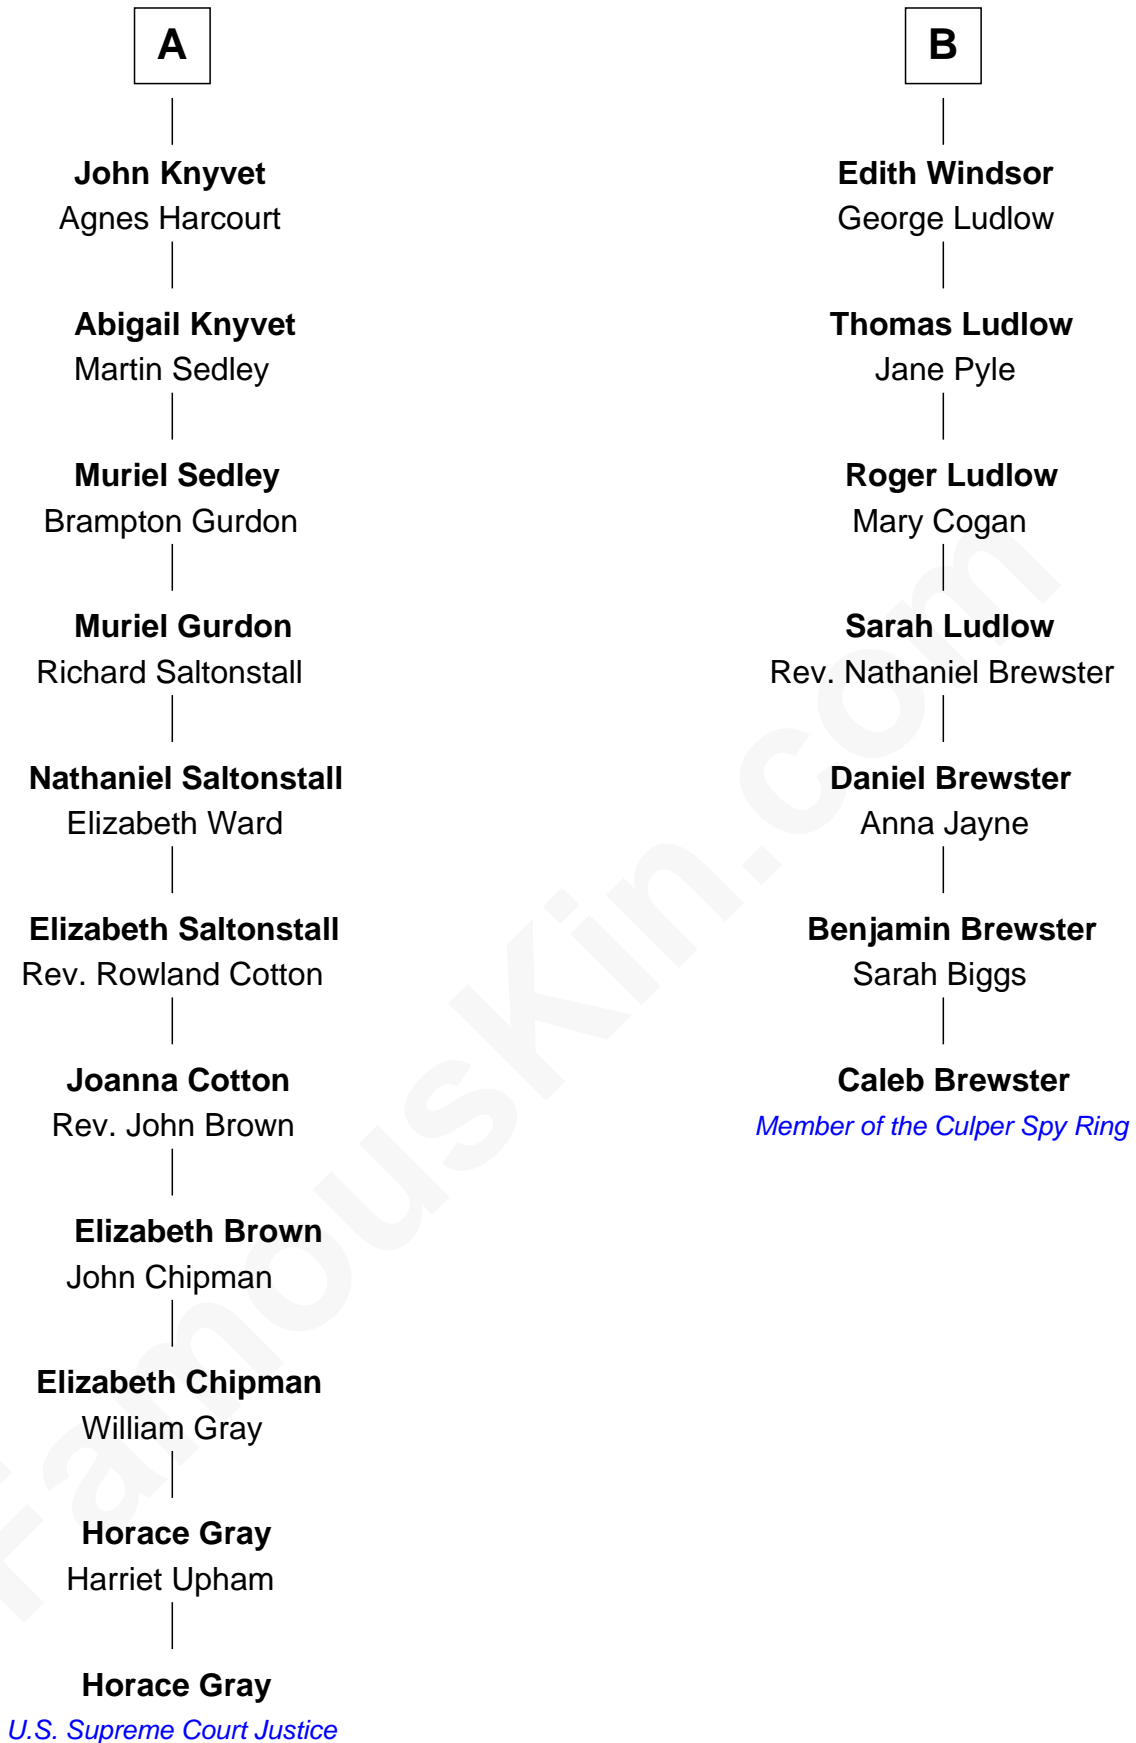 A
John Knyvet
Agnes Harcourt
Abigail Knyvet
Martin Sedley
Muriel Sedley
Brampton Gurdon
Muriel Gurdon
Richard Saltonstall
Nathaniel Saltonstall
Elizabeth Ward
Elizabeth Saltonstall
Rev. Rowland Cotton
Joanna Cotton
Rev. John Brown
Elizabeth Brown
John Chipman
Elizabeth Chipman
William Gray
Horace Gray
Harriet Upham
Horace Gray
U.S. Supreme Court Justice
B
Edith Windsor
George Ludlow
Thomas Ludlow
Jane Pyle
Roger Ludlow
Mary Cogan
Sarah Ludlow
Rev. Nathaniel Brewster
Daniel Brewster
Anna Jayne
Benjamin Brewster
Sarah Biggs
Caleb Brewster
Member of the Culper Spy Ring
FamousKin.com